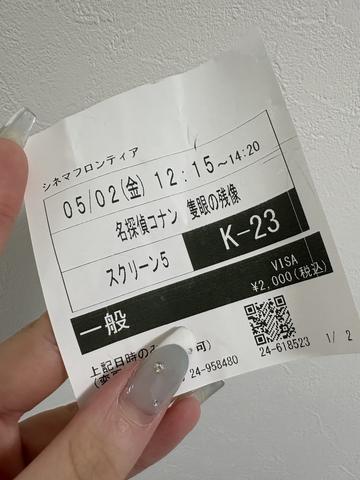 シネマフロンティア
05/02(金) 12:15～14:20
名探偵コナン 隻眼の残像
スクリーン5
K-23
VISA
¥2,000(税込)
一般
上記日時のみ 可)
24-958480
24-618523
1/ 2